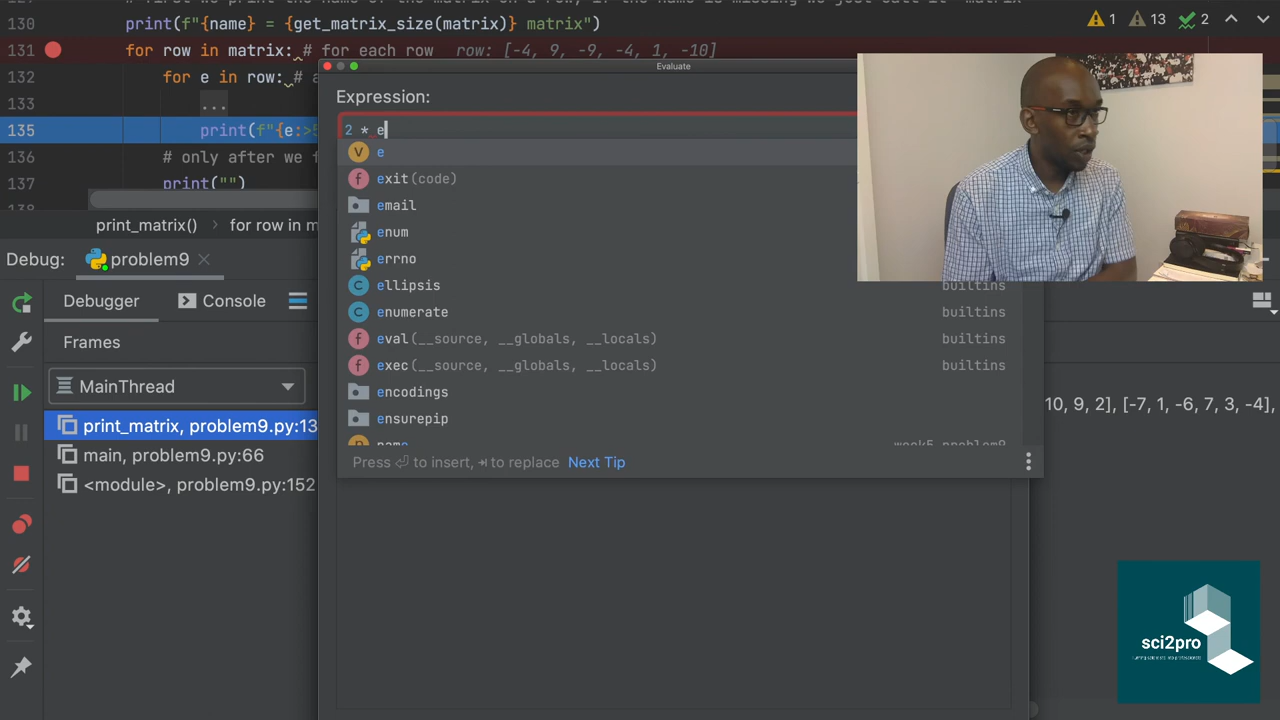 130 print(f"{name} = {get_matrix_size(matrix)} matrix")
1 13 2
131 for row in matrix: # for each row row: [-4, 9, -9, -4, 1, -10]
132 for e in row: # a
133 ...
135 print(f"{e:>5
136 # only after we f
137 print("")
138
print_matrix() for row in m
Evaluate
Expression:
2 * e
e
exit(code)
email
enum
errno
ellipsis builtins
enumerate builtins
eval(__source, __globals, __locals) builtins
exec(__source, __globals, __locals) builtins
encodings
ensurepip
name week5.problem9
Press ⏎ to insert, ⇥ to replace Next Tip
Debug: problem9
Debugger Console
Frames
MainThread
print_matrix, problem9.py:13
main, problem9.py:66
<module>, problem9.py:152
10, 9, 2], [-7, 1, -6, 7, 3, -4],
sci2pro